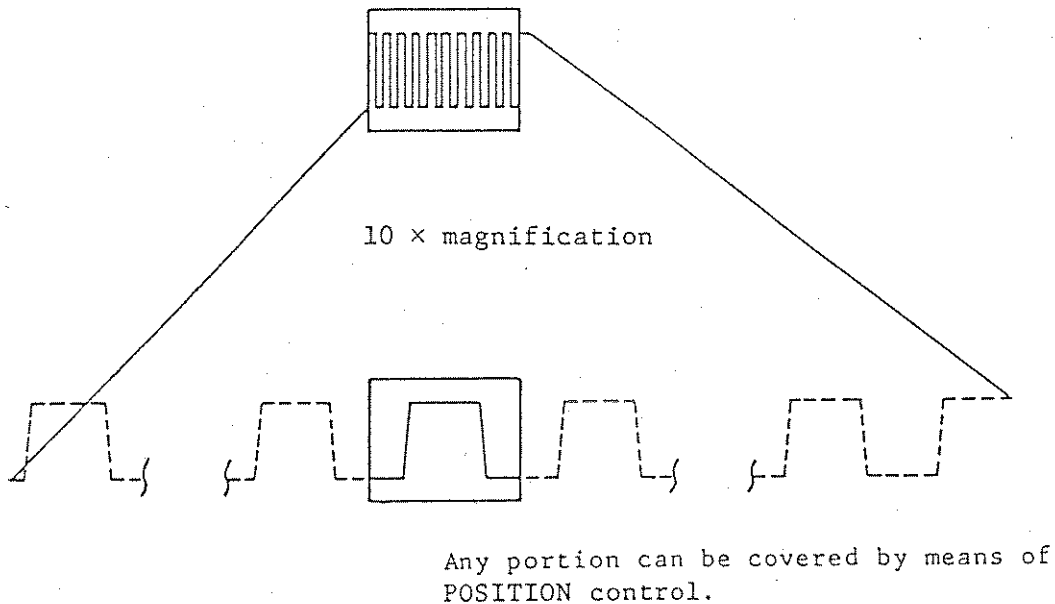 10 × magnification
Any portion can be covered by means of
POSITION control.